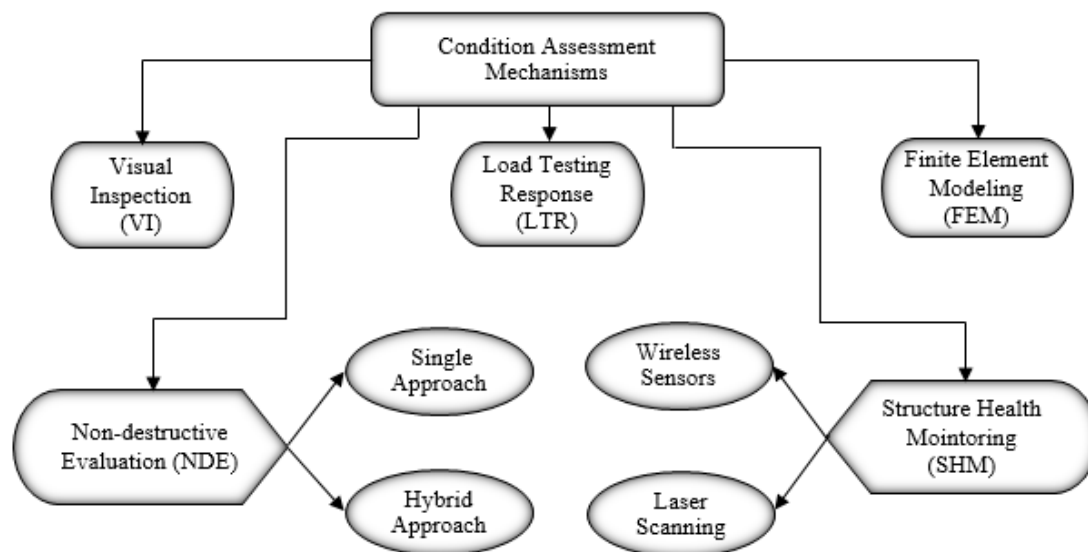 Condition Assessment
Mechanisms
Visual
Inspection
(VI)
Load Testing
Response
(LTR)
Finite Element
Modeling
(FEM)
Non-destructive
Evaluation (NDE)
Single
Approach
Hybrid
Approach
Wireless
Sensors
Laser
Scanning
Structure Health
Mointoring
(SHM)